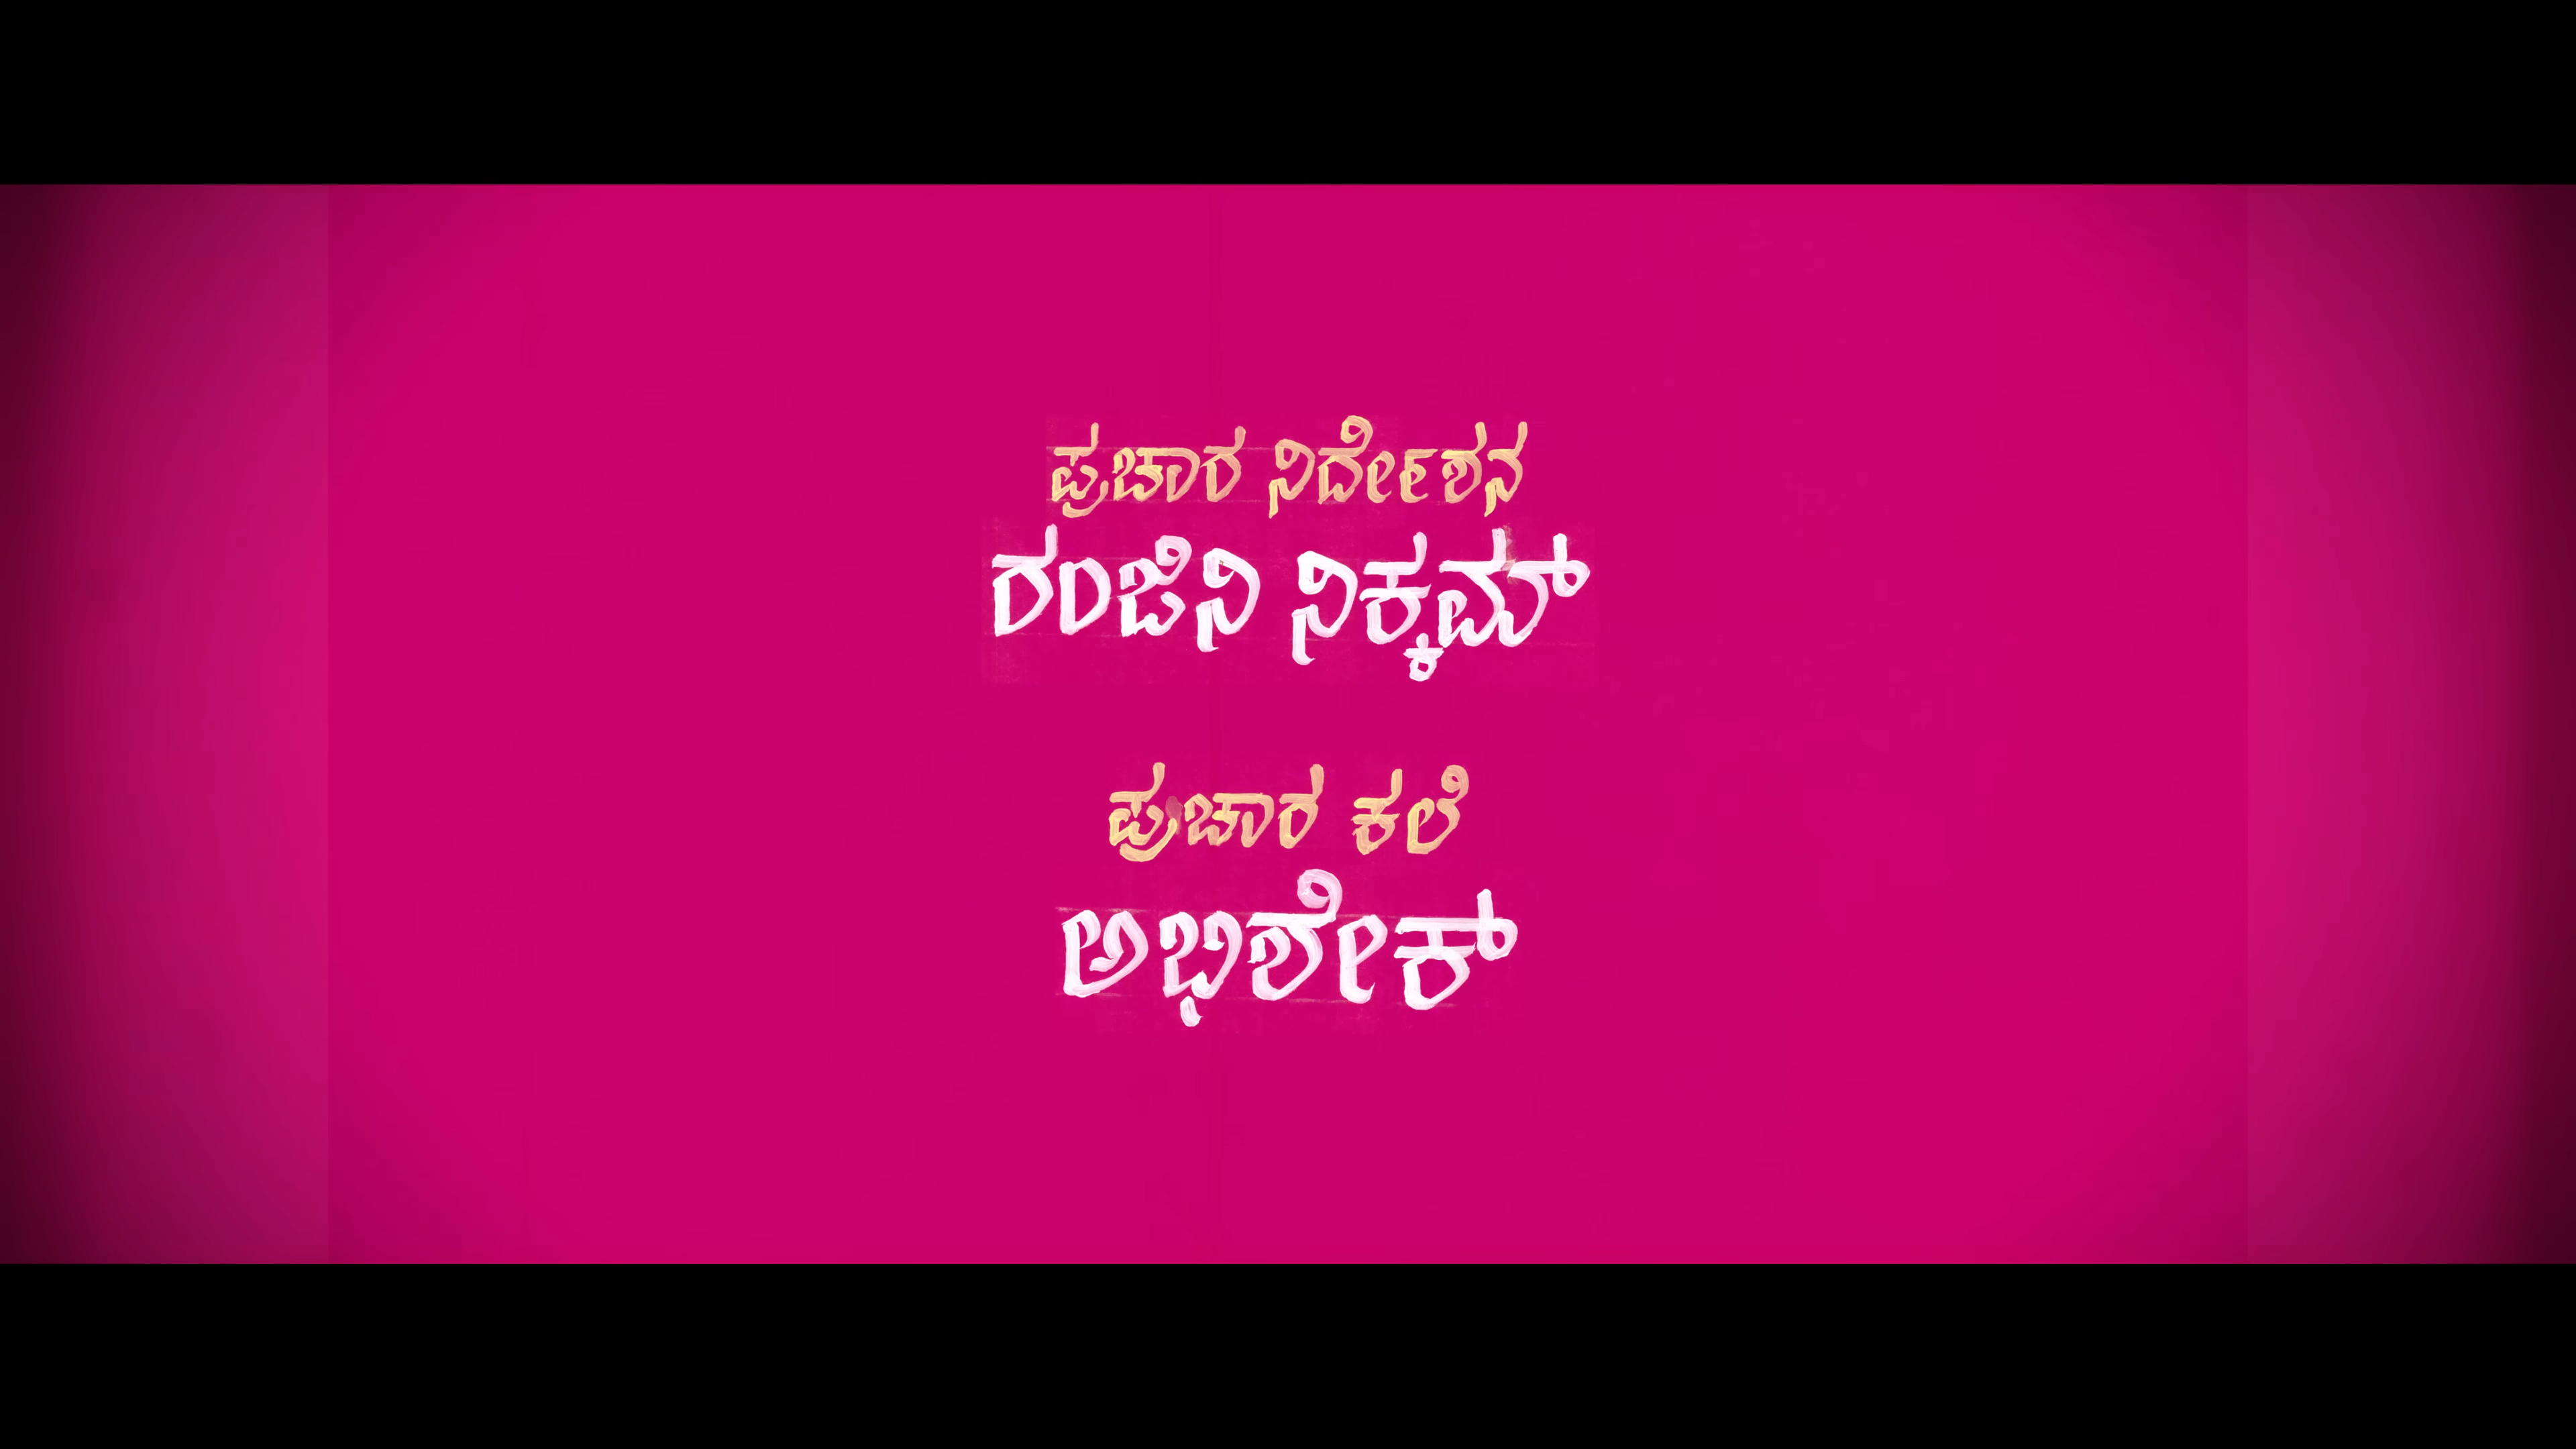 ಪ್ರಚಾರ ನಿರ್ದೇಶನ
ರಂಜಿನಿ ನಿಕ್ಕಮ್
ಪ್ರಚಾರ ಕಲೆ
ಅಭಿಶೇಕ್